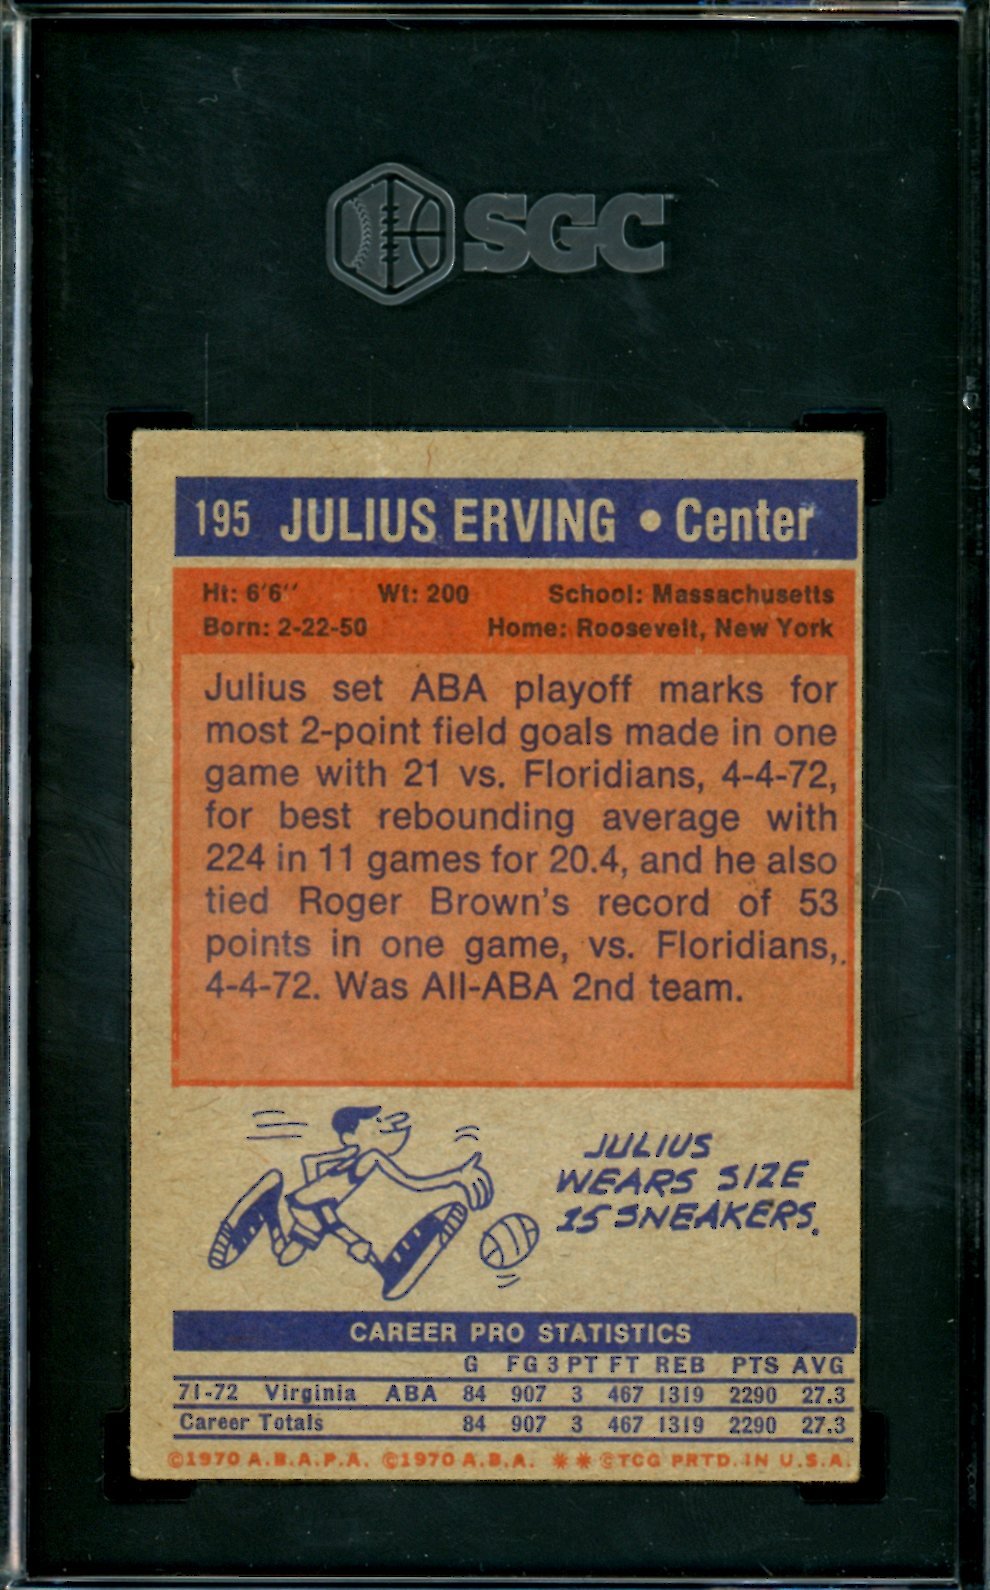 SGC
195 JULIUS ERVING • Center
Ht: 6'6" Wt: 200 School: Massachusetts
Born: 2-22-50 Home: Roosevelt, New York
Julius set ABA playoff marks for
most 2-point field goals made in one
game with 21 vs. Floridians, 4-4-72,
for best rebounding average with
224 in 11 games for 20.4, and he also
tied Roger Brown's record of 53
points in one game, vs. Floridians,
4-4-72. Was All-ABA 2nd team.
JULIUS
WEARS SIZE
15 SNEAKERS.
CAREER PRO STATISTICS
G FG 3PT FT REB PTS AVG
71-72 Virginia ABA 84 907 3 467 1319 2290 27.3
Career Totals 84 907 3 467 1319 2290 27.3
©1970 A.B.A.P.A. ©1970 A.B.A. ** ©TCG PRTD. IN U.S.A.